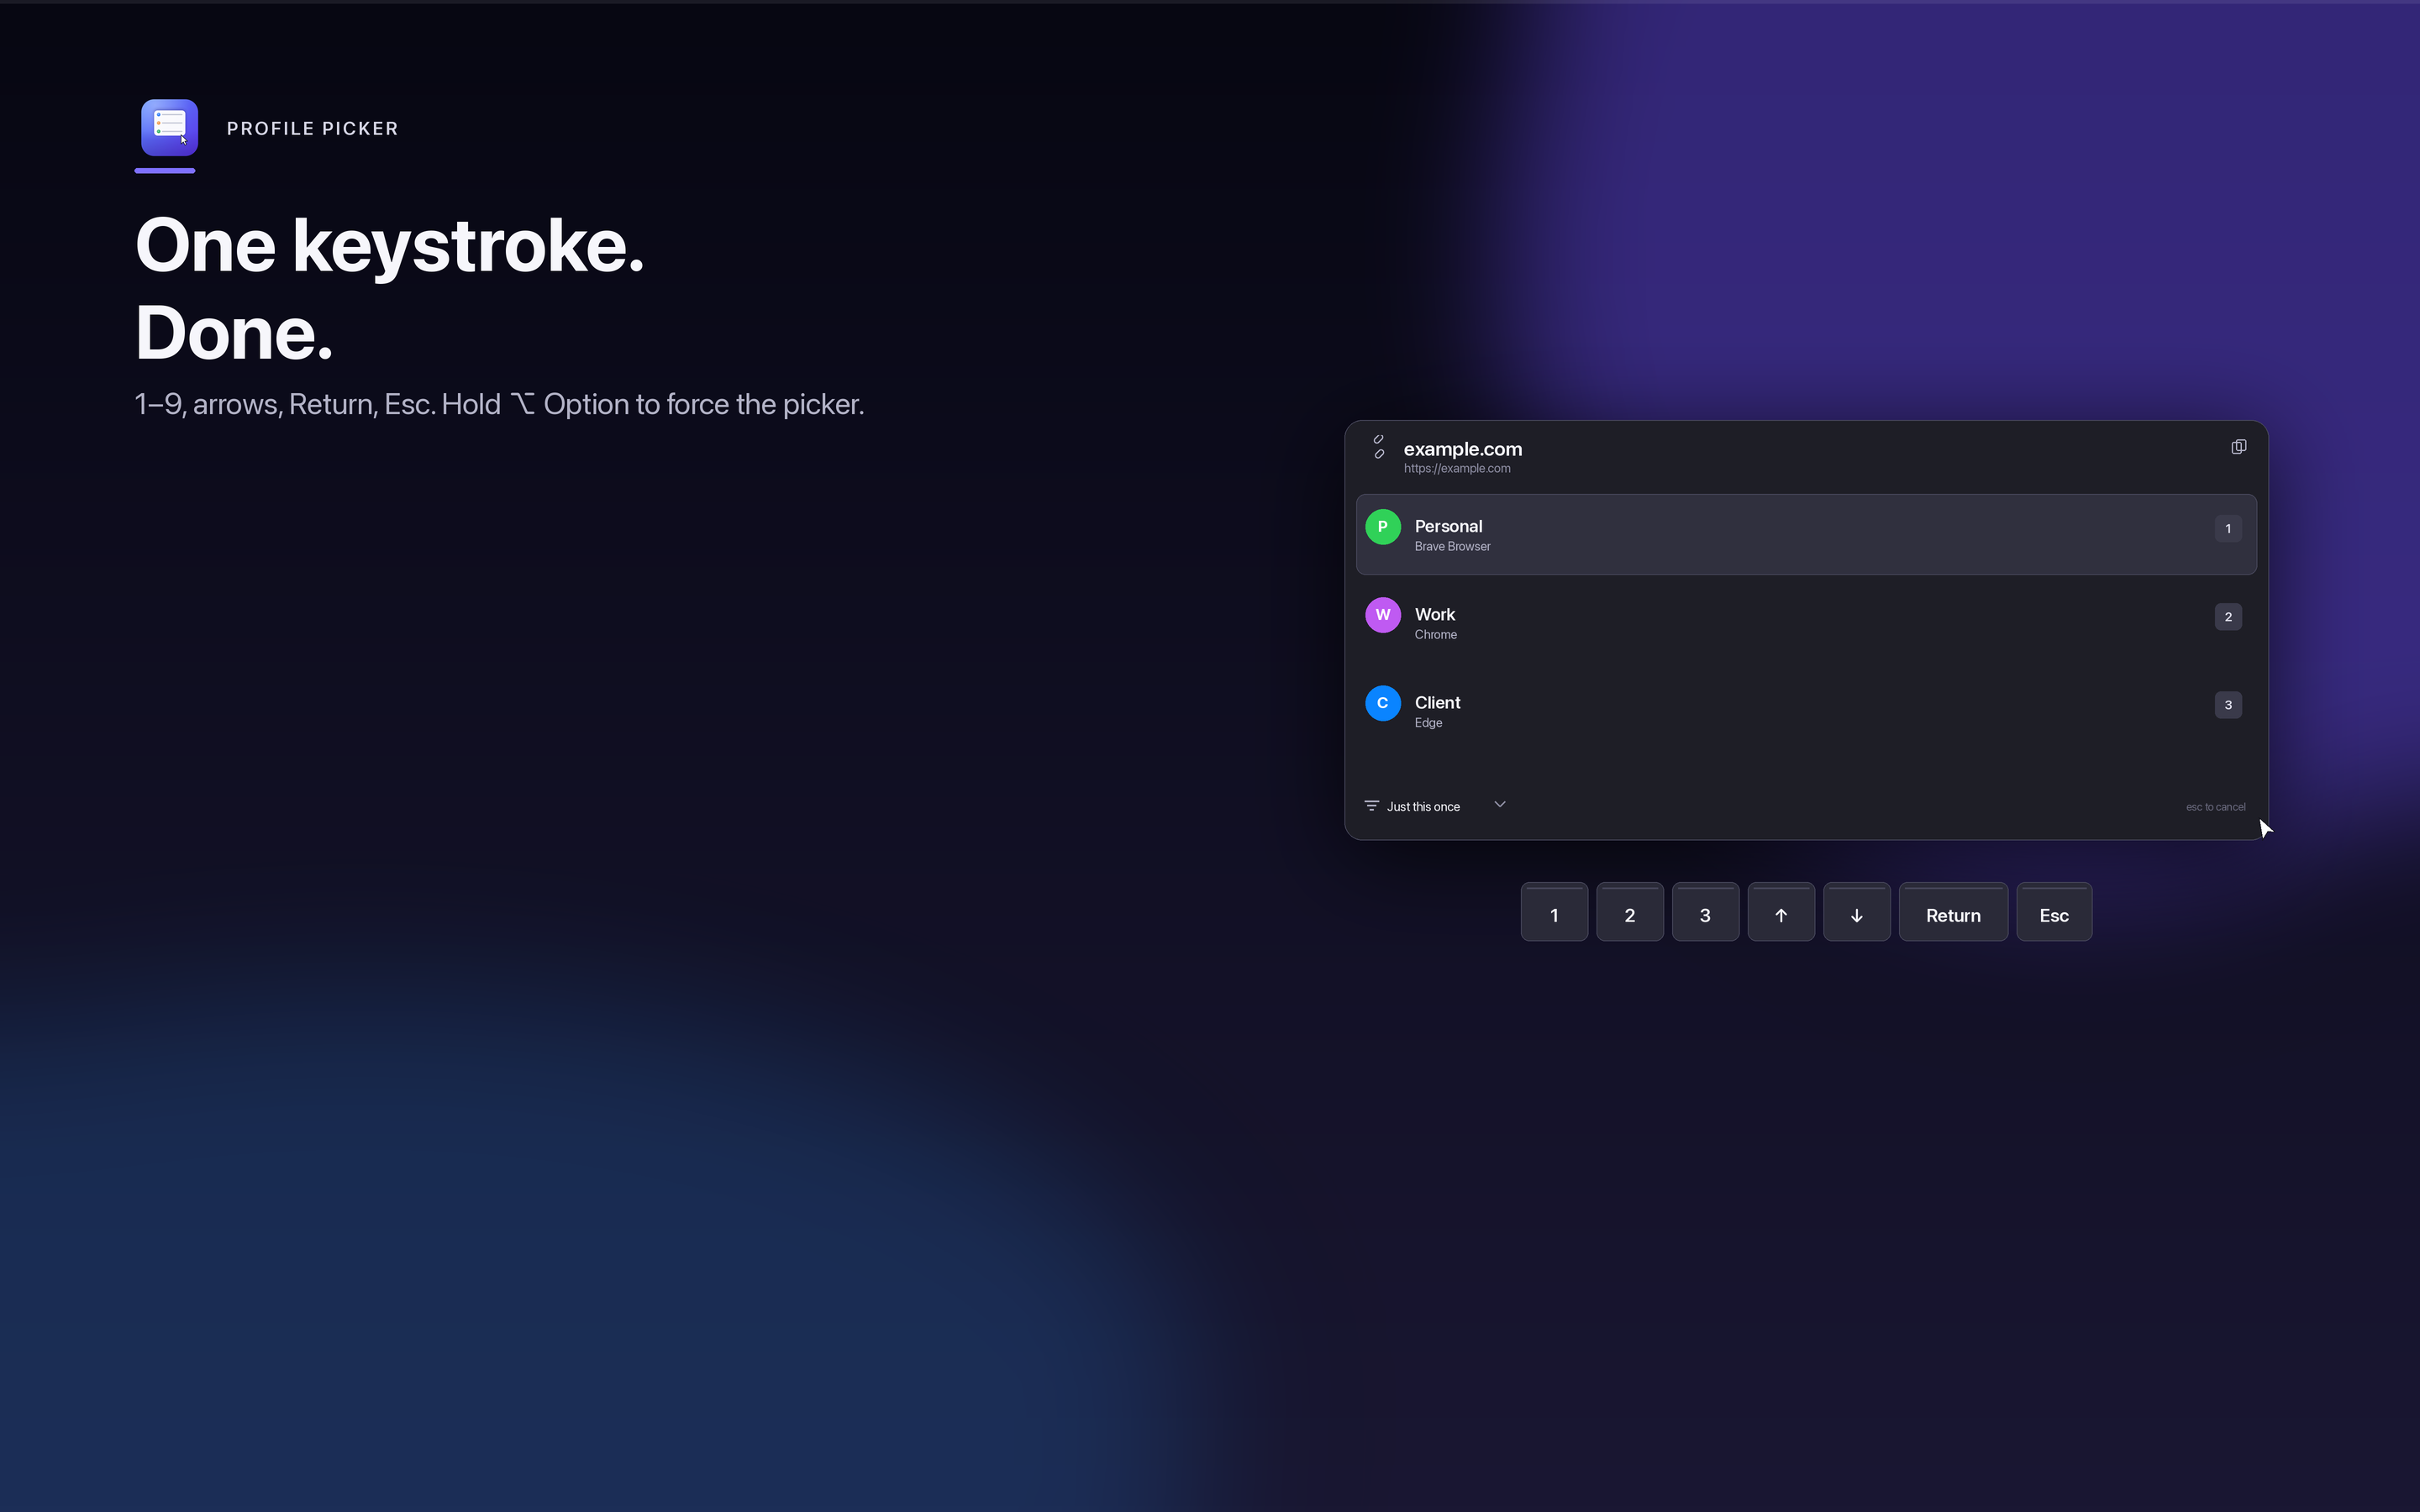 PROFILE PICKER
One keystroke.
Done.
1–9, arrows, Return, Esc. Hold ⌥ Option to force the picker.
example.com
https://example.com
P
Personal
Brave Browser
1
W
Work
Chrome
2
C
Client
Edge
3
Just this once
esc to cancel
1 2 3 ↑ ↓ Return Esc